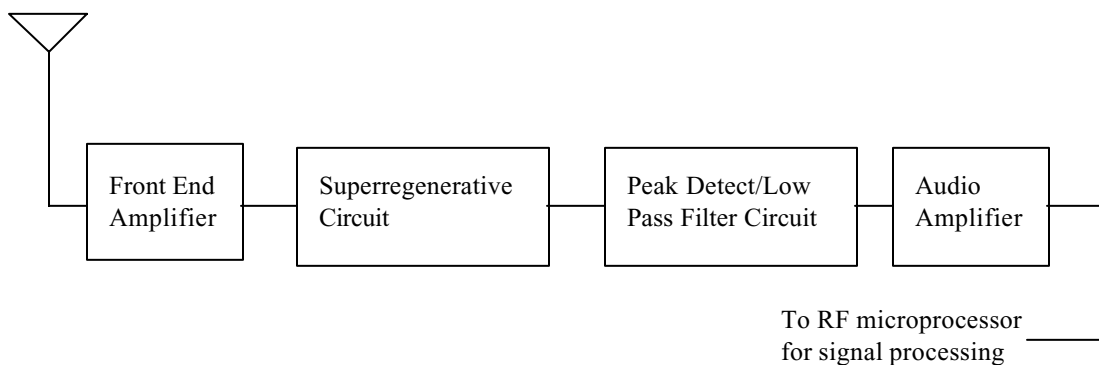 Front End
Amplifier
Superregenerative
Circuit
Peak Detect/Low
Pass Filter Circuit
Audio
Amplifier
To RF microprocessor
for signal processing